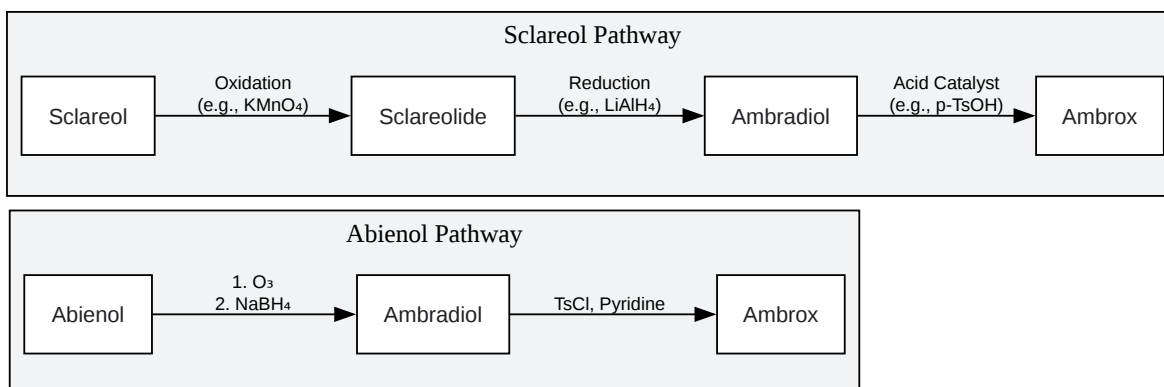 Sclareol Pathway
Sclareol
Oxidation
(e.g., KMnO₄)
Sclareolide
Reduction
(e.g., LiAlH₄)
Ambradiol
Acid Catalyst
(e.g., p-TsOH)
Ambrox
Abienol Pathway
Abienol
1. O₃
2. NaBH₄
Ambradiol
TsCl, Pyridine
Ambrox